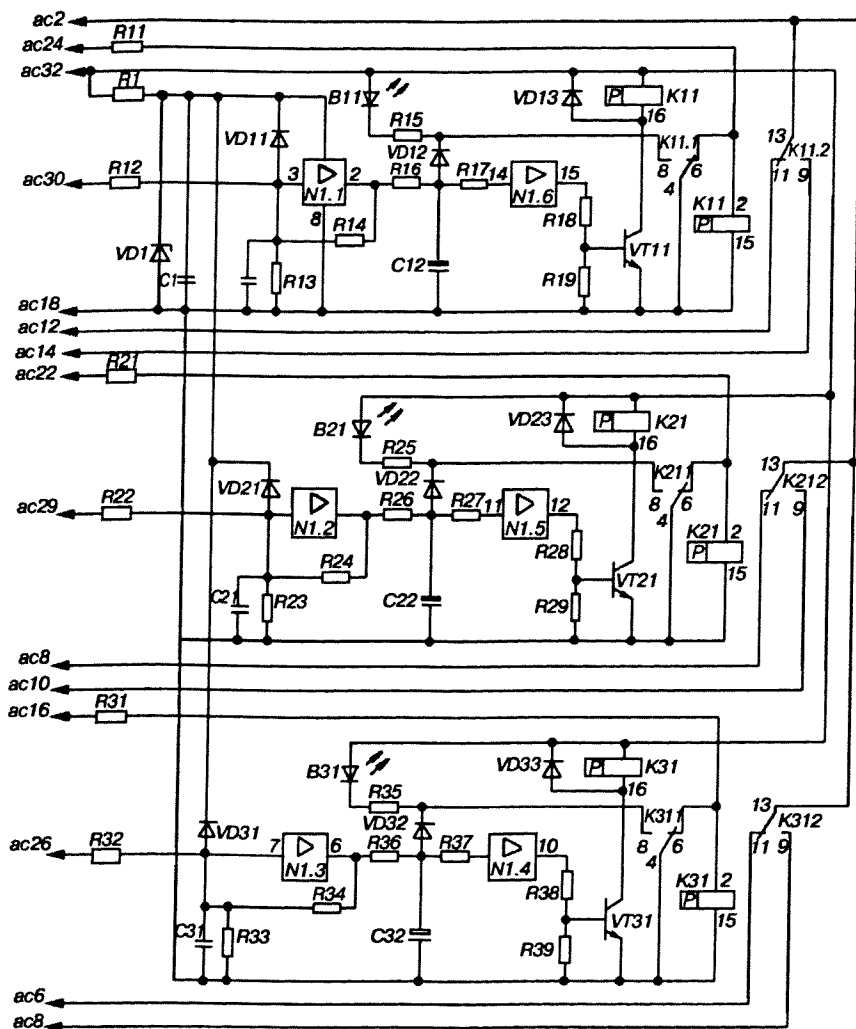 ac2
ac24 R11
ac32
R1 B11 VD13 P K11
16
VD11 R15 K11.1 13 K11.2
VD12 8 6 11 9
ac30 R12 3 N1.1 2 R16 R17 14 N1.6 15 4
8 R18 K11 2
R14 P
VD1 C1 R13 C12 VT11 15
R19
ac18
ac12
ac14
ac22 R21
B21 VD23 P K21
16
R25 K211 13 K212
VD21 VD22 8 6 11 9
ac29 R22 N1.2 R26 R27 11 N1.5 12 4
R28 K21 2
R24 P
C21 R23 C22 VT21 15
R29
ac8
ac10
ac16 R31
B31 VD33 P K31
16
R35 K311 13 K312
VD31 VD32 8 6 11 9
ac26 R32 7 N1.3 6 R36 R37 N1.4 10 4
R34 R38 K31 2
P
C31 R33 C32 VT31 15
R39
ac6
ac8